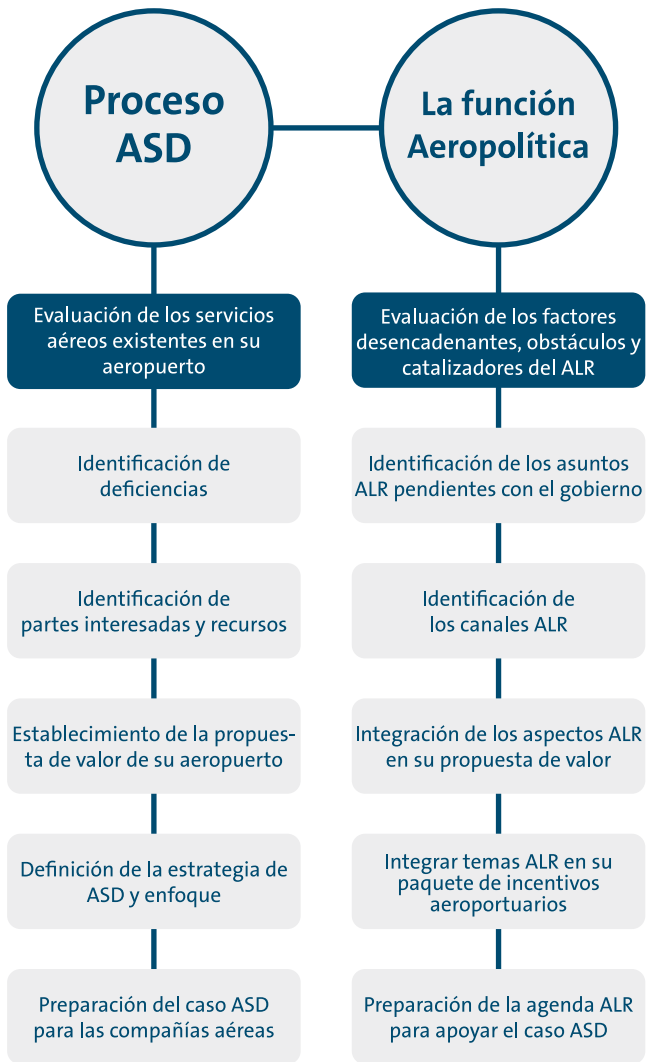 Proceso
ASD
La función
Aeropolítica
Evaluación de los servicios
aéreos existentes en su
aeropuerto
Evaluación de los factores
desencadenantes, obstáculos y
catalizadores del ALR
Identificación de
deficiencias
Identificación de los asuntos
ALR pendientes con el gobierno
Identificación de
partes interesadas y recursos
Identificación de
los canales ALR
Establecimiento de la propues-
ta de valor de su aeropuerto
Integración de los aspectos ALR
en su propuesta de valor
Definición de la estrategia de
ASD y enfoque
Integrar temas ALR en su
paquete de incentivos
aeroportuarios
Preparación del caso ASD
para las compañías aéreas
Preparación de la agenda ALR
para apoyar el caso ASD